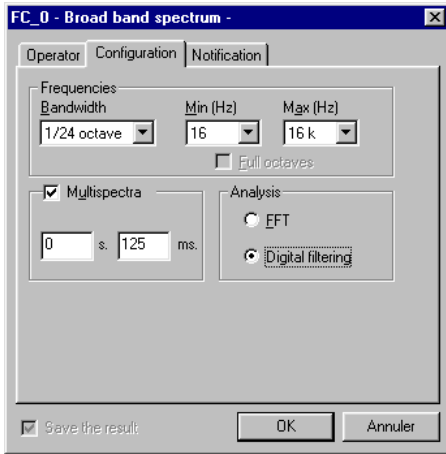 FC_0 - Broad band spectrum -
Operator Configuration Notification
Frequencies
Bandwidth Min (Hz) Max (Hz)
1/24 octave 16 16 k
Full octaves
Multispectra Analysis
FFT
0 s. 125 ms.
Digital filtering
Save the result OK Annuler